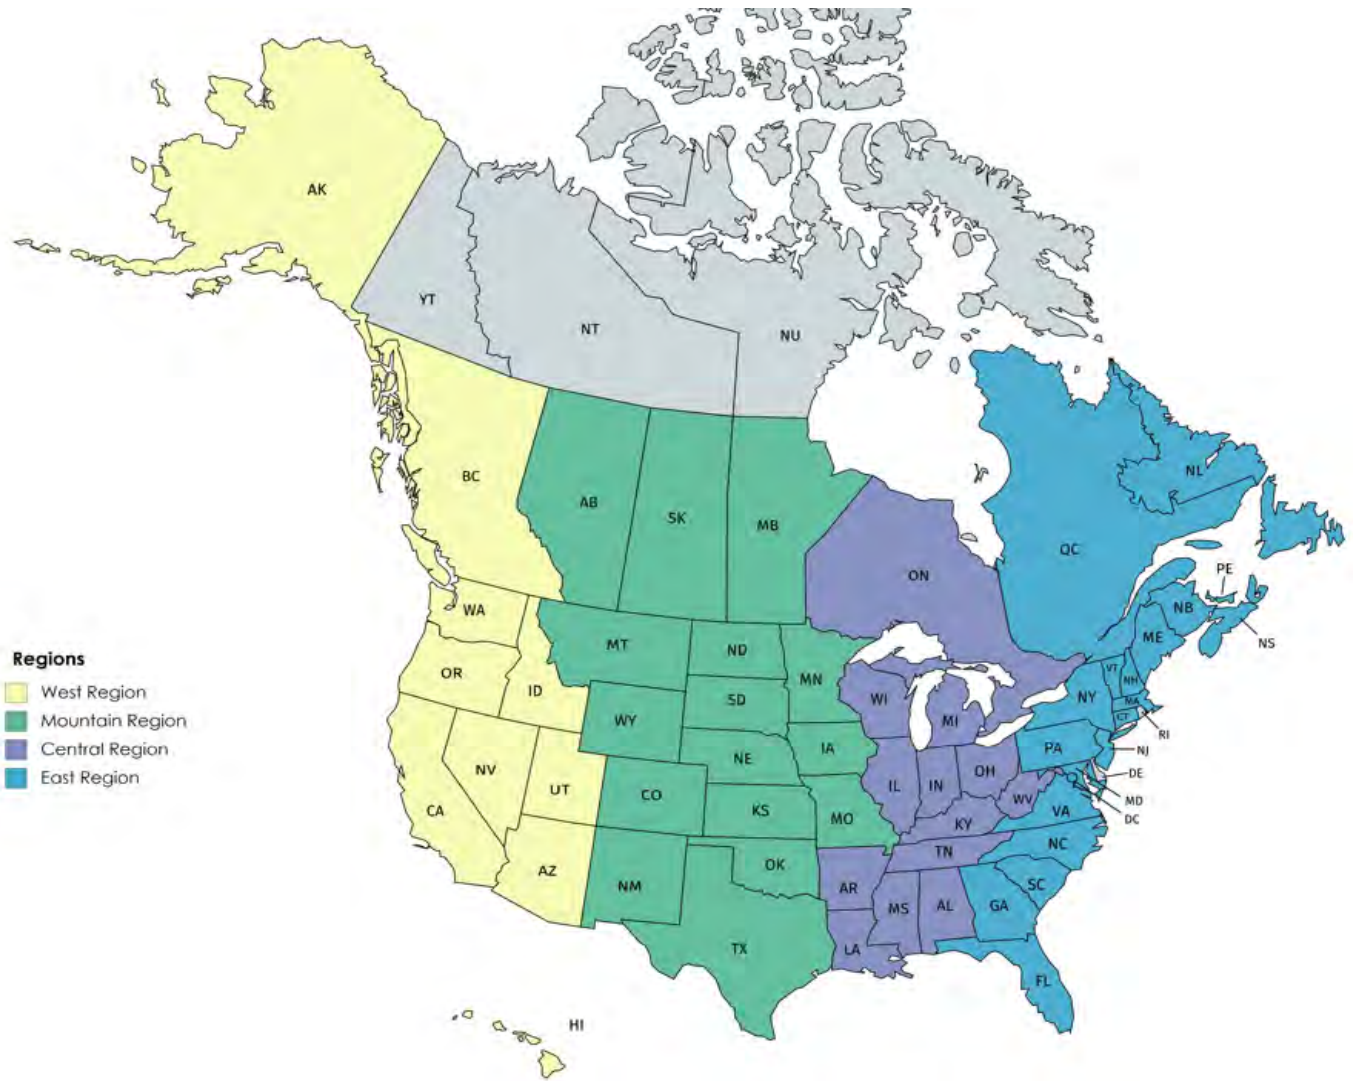 AK
YT
NT
NU
BC
AB
SK
MB
ON
QC
NL
PE
NB
NS
ME
WA
MT
ND
MN
OR
ID
SD
WY
WI
MI
NY
VT
NH
MA
CT
RI
NV
UT
CO
NE
IA
IL
IN
OH
PA
NJ
DE
MD
DC
CA
KS
MO
KY
WV
VA
AZ
NM
OK
AR
TN
NC
SC
MS
AL
GA
TX
LA
FL
HI
Regions
West Region
Mountain Region
Central Region
East Region